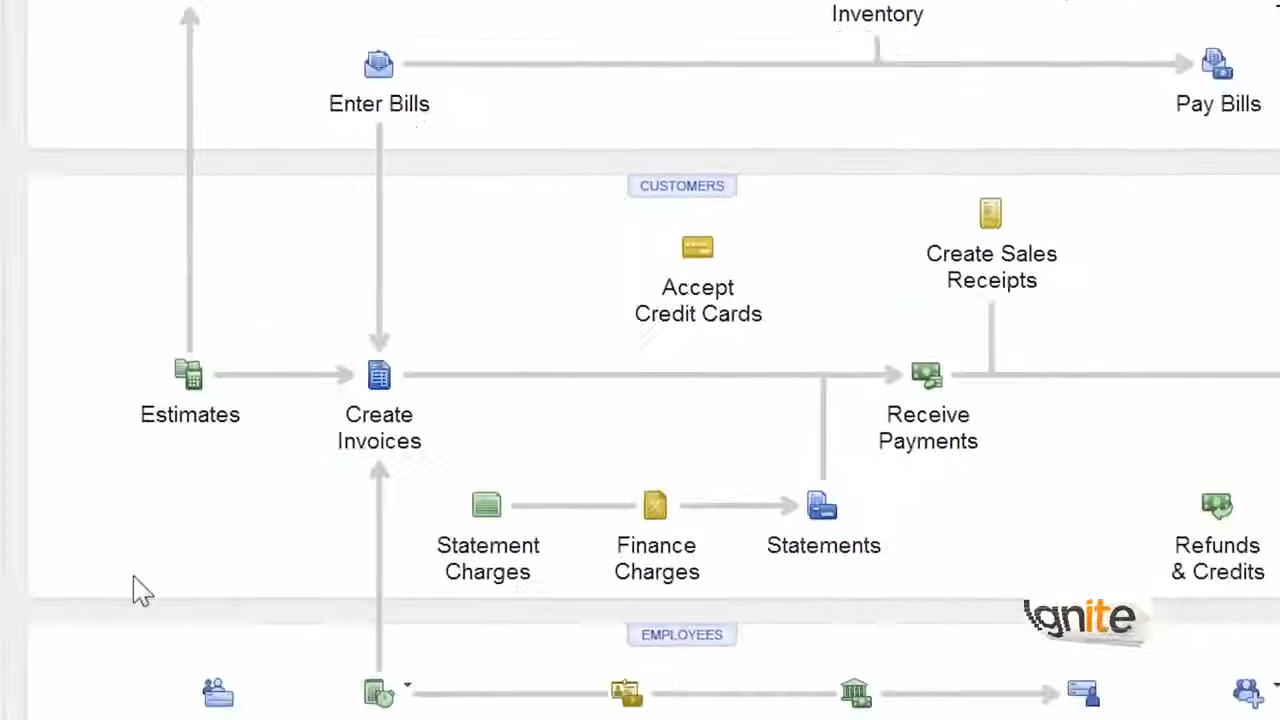 Inventory
Enter Bills
Pay Bills
CUSTOMERS
Create Sales
Receipts
Accept
Credit Cards
Estimates
Create
Invoices
Receive
Payments
Statement
Charges
Finance
Charges
Statements
Refunds
& Credits
Ignite
EMPLOYEES